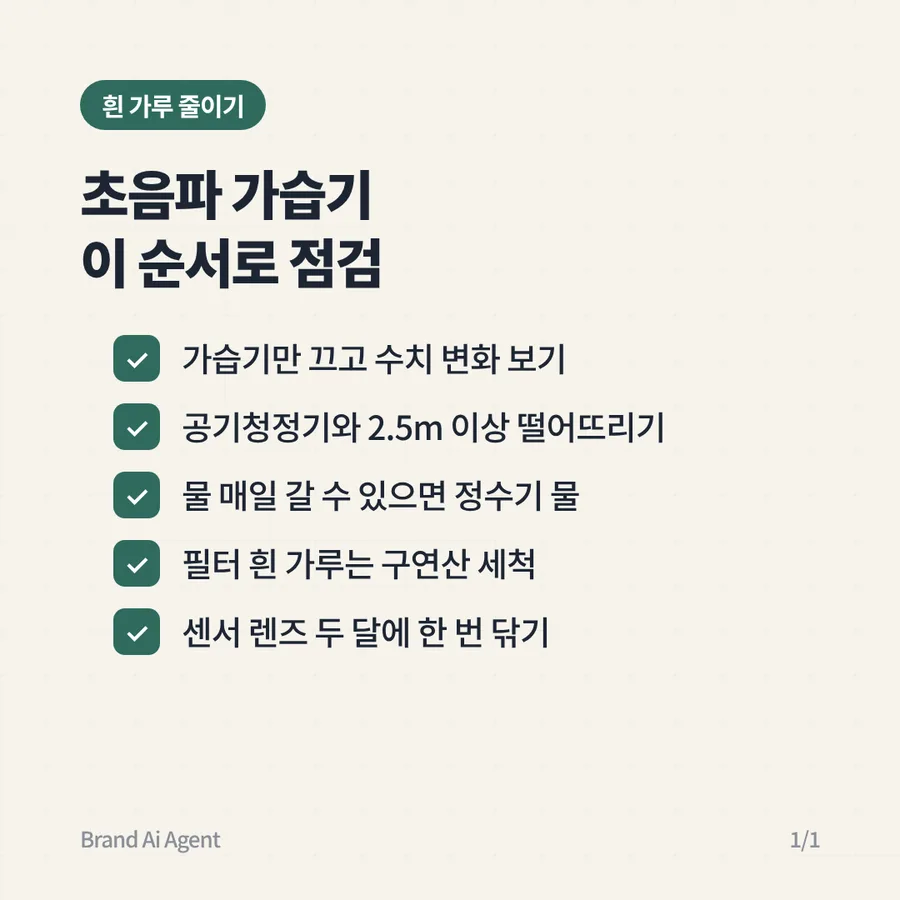 흰 가루 줄이기
초음파 가습기
이 순서로 점검
가습기만 끄고 수치 변화 보기
공기청정기와 2.5m 이상 떨어뜨리기
물 매일 갈 수 있으면 정수기 물
필터 흰 가루는 구연산 세척
센서 렌즈 두 달에 한 번 닦기
Brand Ai Agent
1/1